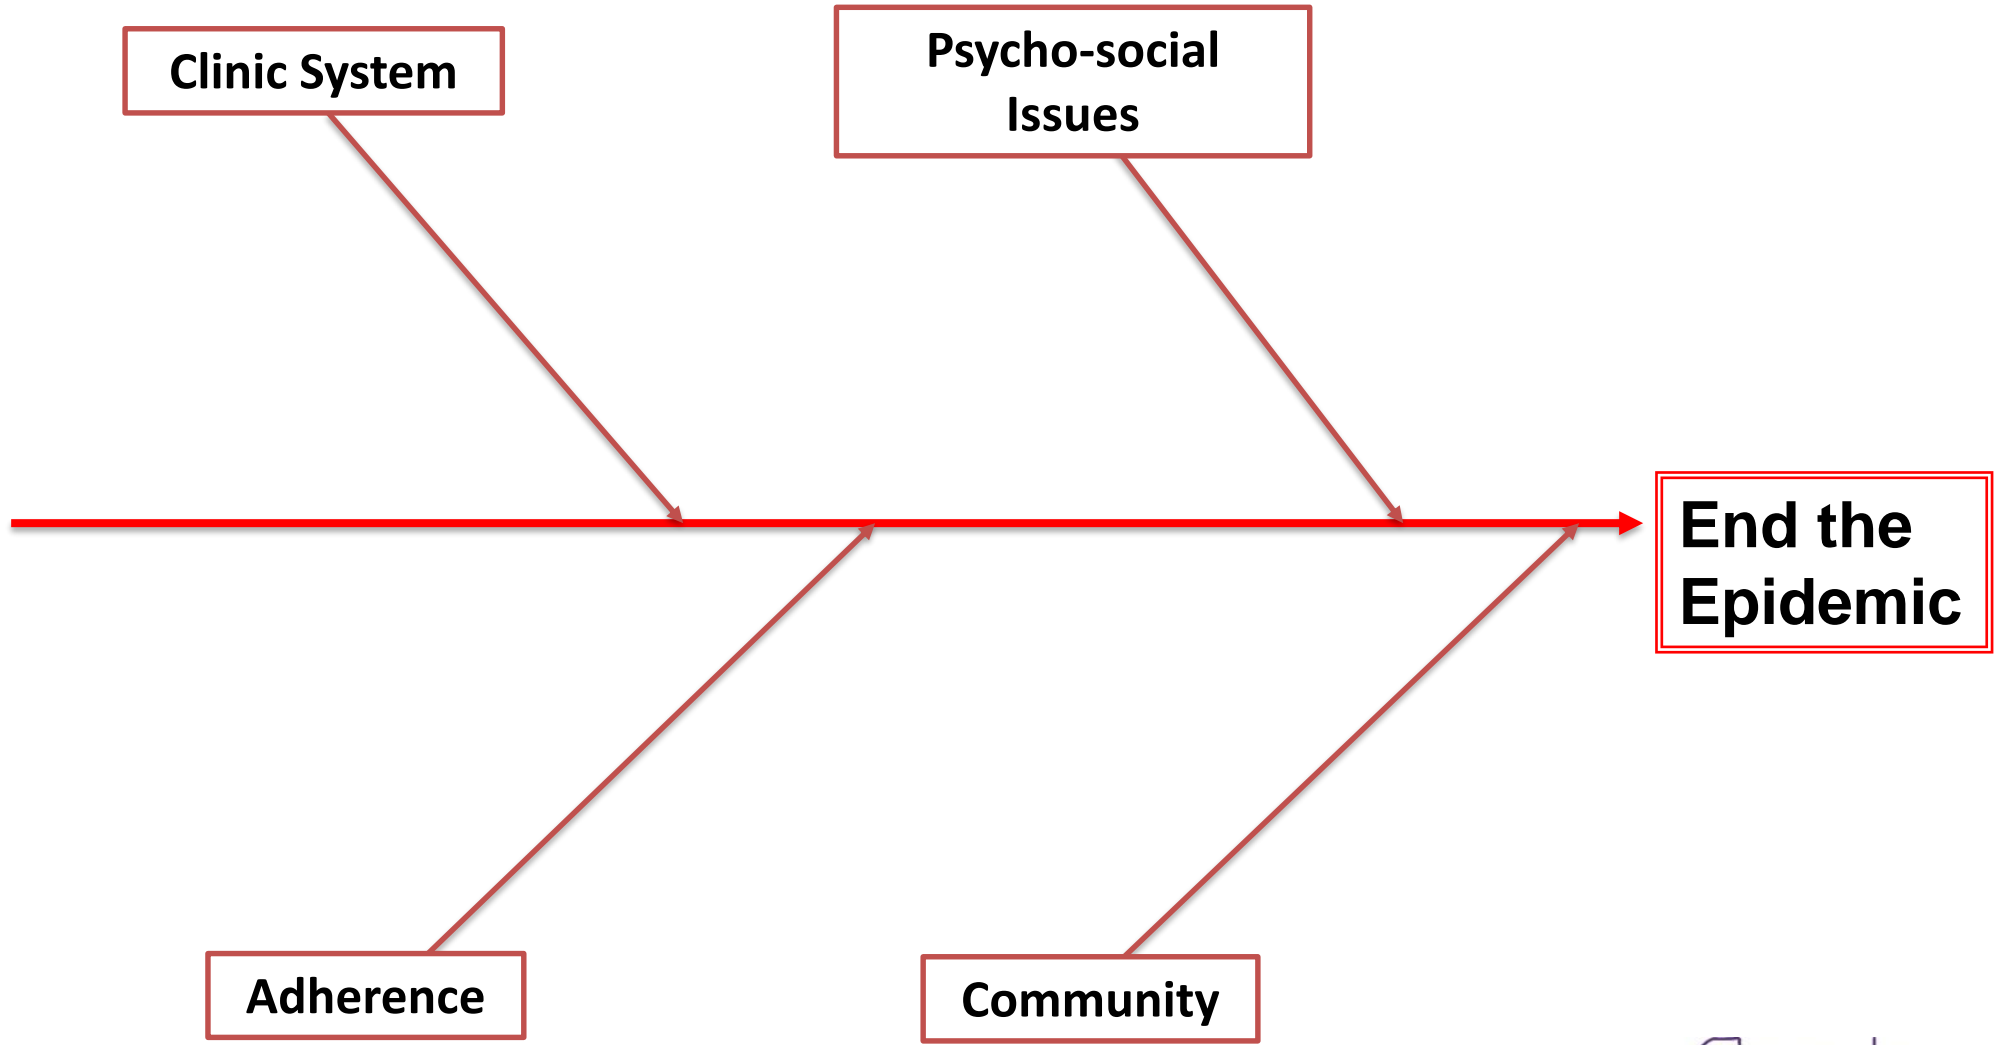 Clinic System
Psycho-social
Issues
End the
Epidemic
Adherence
Community